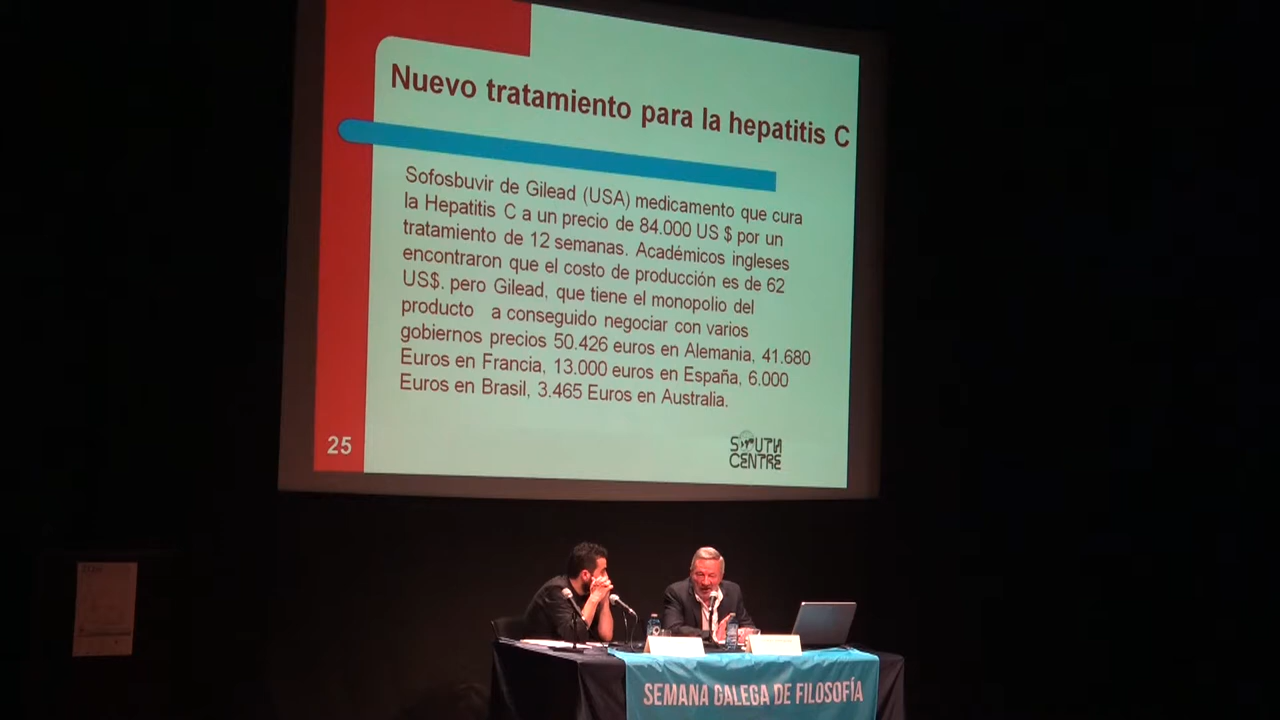 Nuevo tratamiento para la hepatitis C
Sofosbuvir de Gilead (USA) medicamento que cura
la Hepatitis C a un precio de 84.000 US $ por un
tratamiento de 12 semanas. Académicos ingleses
encontraron que el costo de producción es de 62
US$. pero Gilead, que tiene el monopolio del
producto a conseguido negociar con varios
gobiernos precios 50.426 euros en Alemania, 41.680
Euros en Francia, 13.000 euros en España, 6.000
Euros en Brasil, 3.465 Euros en Australia.
25
SOUTH
CENTRE
SEMANA GALEGA DE FILOSOFÍA